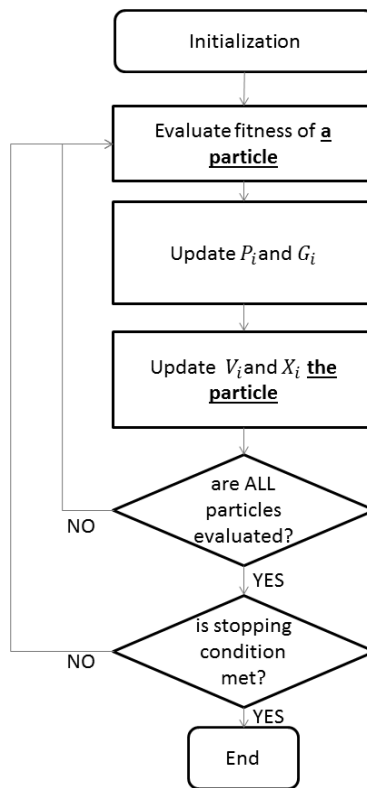 Initialization
Evaluate fitness of a
particle
Update P_i and G_i
Update V_i and X_i the
particle
are ALL
particles
evaluated?
NO
YES
is stopping
condition
met?
NO
YES
End